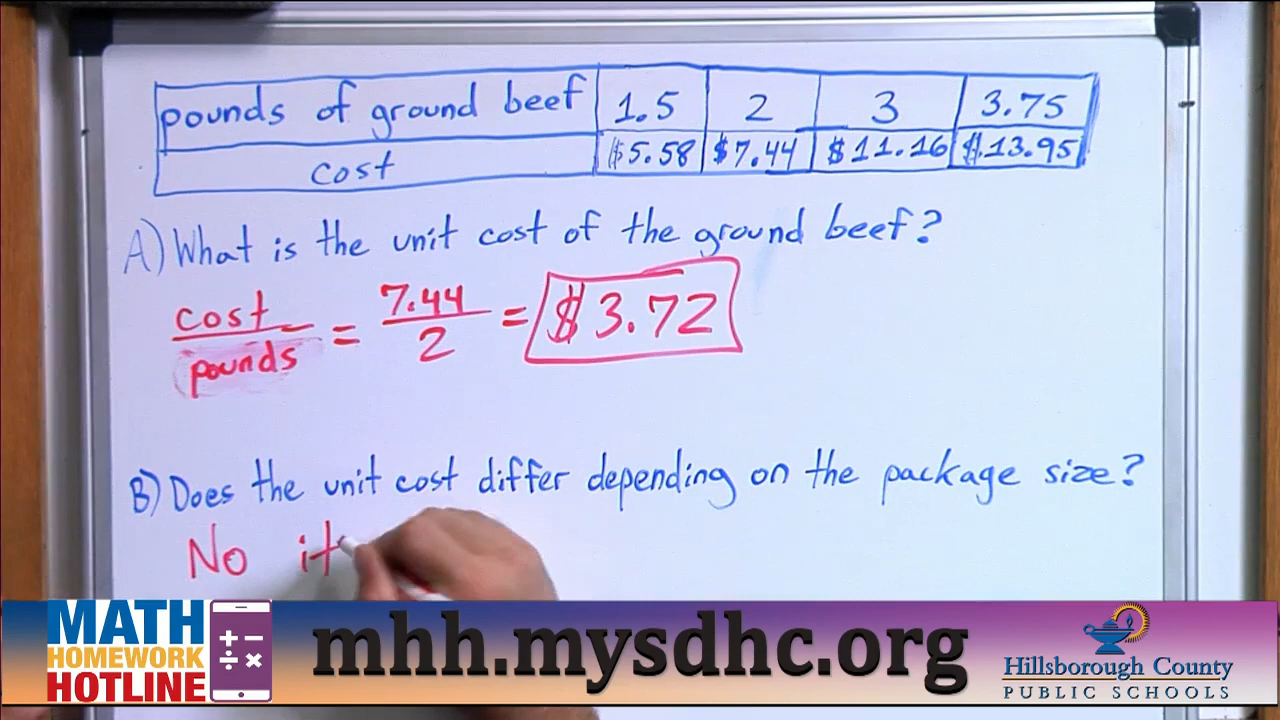 pounds of ground beef 1.5 2 3 3.75
cost $5.58 $7.44 $11.16 $13.95
A) What is the unit cost of the ground beef?
cost/pounds = 7.44/2 = $3.72
B) Does the unit cost differ depending on the package size?
No it
MATH
HOMEWORK
HOTLINE
+ −
÷ ×
mhh.mysdhc.org
Hillsborough County
PUBLIC SCHOOLS